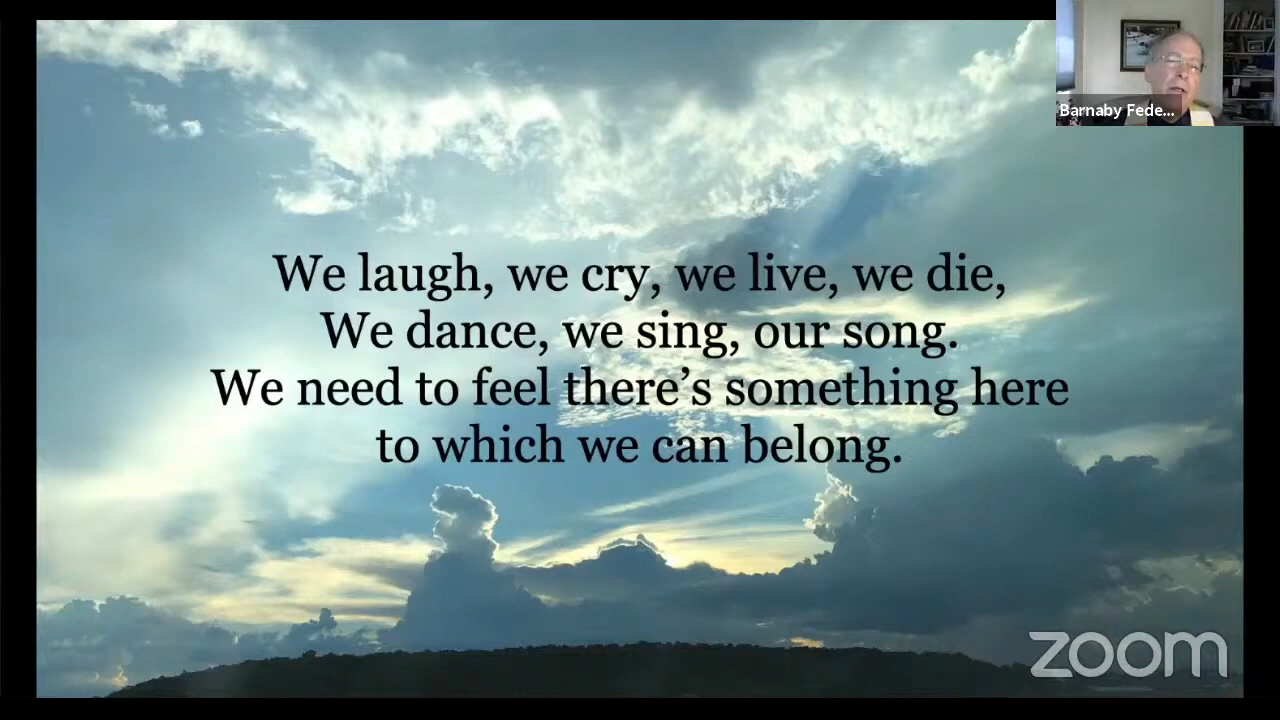 Barnaby Fede...
We laugh, we cry, we live, we die,
We dance, we sing, our song.
We need to feel there’s something here
to which we can belong.
zoom